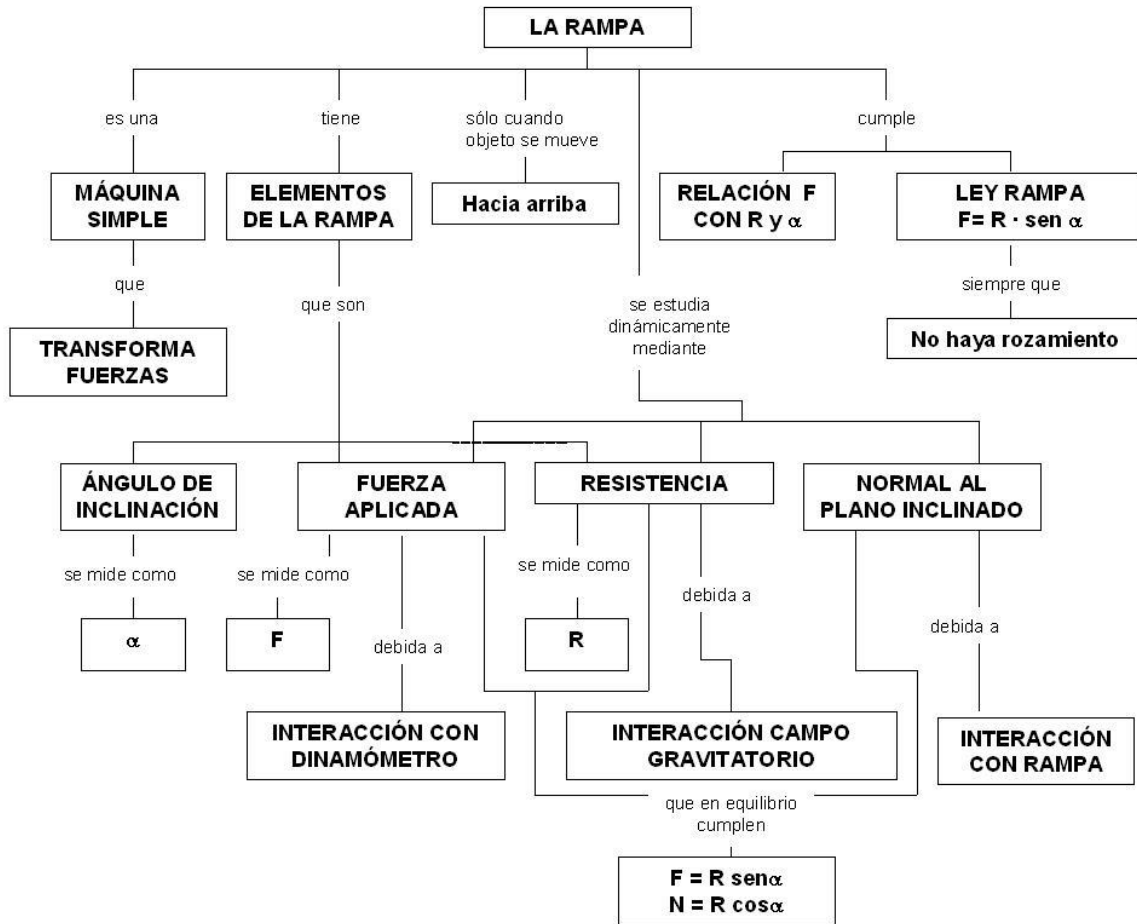 LA RAMPA
es una
tiene
sólo cuando
objeto se mueve
cumple
MÁQUINA
SIMPLE
ELEMENTOS
DE LA RAMPA
Hacia arriba
RELACIÓN F
CON R y α
LEY RAMPA
F= R · sen α
que
que son
se estudia
dinámicamente
mediante
siempre que
TRANSFORMA
FUERZAS
No haya rozamiento
ÁNGULO DE
INCLINACIÓN
FUERZA
APLICADA
RESISTENCIA
NORMAL AL
PLANO INCLINADO
se mide como
se mide como
se mide como
debida a
α
F
debida a
R
debida a
INTERACCIÓN CON
DINAMÓMETRO
INTERACCIÓN CAMPO
GRAVITATORIO
INTERACCIÓN
CON RAMPA
que en equilibrio
cumplen
F = R senα
N = R cosα